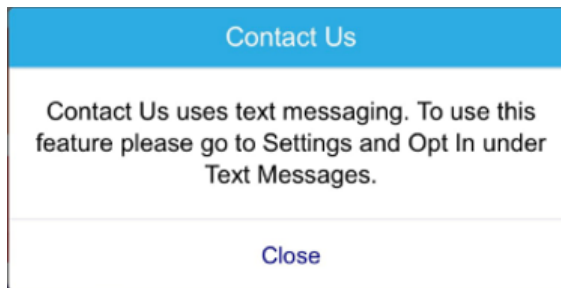 Contact Us
Contact Us uses text messaging. To use this
feature please go to Settings and Opt In under
Text Messages.
Close